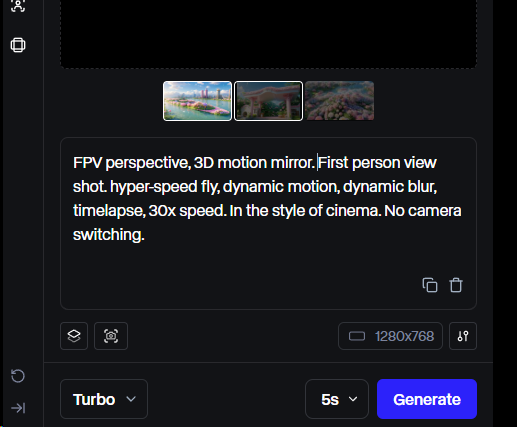 FPV perspective, 3D motion mirror. First person view
shot. hyper-speed fly, dynamic motion, dynamic blur,
timelapse, 30x speed. In the style of cinema. No camera
switching.
1280x768
Turbo
5s
Generate